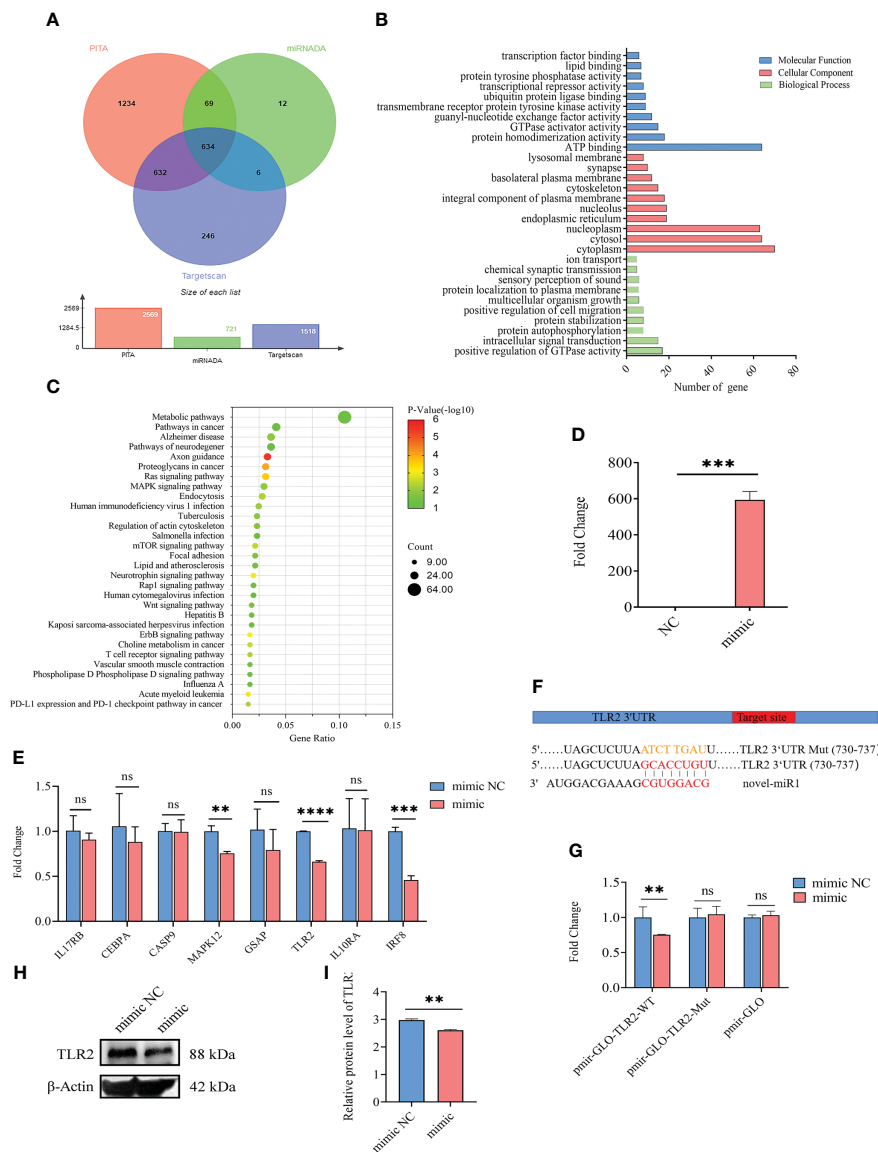 A
PITA
miRNADA
1234
69
12
634
632
6
246
Targetscan
Size of each list
2569
1284.5
0
2569
721
1518
PITA
miRNADA
Targetscan
B
transcription factor binding
lipid binding
protein tyrosine phosphatase activity
transcriptional repressor activity
ubiquitin protein ligase binding
transmembrane receptor protein tyrosine kinase activity
guanyl-nucleotide exchange factor activity
GTPase activator activity
protein homodimerization activity
ATP binding
lysosomal membrane
synapse
basolateral plasma membrane
cytoskeleton
integral component of plasma membrane
nucleolus
endoplasmic reticulum
nucleoplasm
cytosol
cytoplasm
ion transport
chemical synaptic transmission
sensory perception of sound
protein localization to plasma membrane
multicellular organism growth
positive regulation of cell migration
protein stabilization
protein autophosphorylation
intracellular signal transduction
positive regulation of GTPase activity
0 20 40 60 80
Number of gene
Molecular Function
Cellular Component
Biological Process
C
Metabolic pathways
Pathways in cancer
Alzheimer disease
Pathways of neurodegener
Axon guidance
Proteoglycans in cancer
Ras signaling pathway
MAPK signaling pathway
Endocytosis
Human immunodeficiency virus 1 infection
Tuberculosis
Regulation of actin cytoskeleton
Salmonella infection
mTOR signaling pathway
Focal adhesion
Lipid and atherosclerosis
Neurotrophin signaling pathway
Rap1 signaling pathway
Human cytomegalovirus infection
Wnt signaling pathway
Hepatitis B
Kaposi sarcoma-associated herpesvirus infection
ErbB signaling pathway
Choline metabolism in cancer
T cell receptor signaling pathway
Vascular smooth muscle contraction
Phospholipase D Phospholipase D signaling pathway
Influenza A
Acute myeloid leukemia
PD-L1 expression and PD-1 checkpoint pathway in cancer
0.00 0.05 0.10 0.15
Gene Ratio
P-Value(-log10)
6
5
4
3
2
1
Count
9.00
24.00
64.00
D
Fold Change
800
600
400
200
0
***
NC
mimic
E
Fold Change
1.5
1.0
0.5
0.0
ns
ns
ns
**
ns
****
ns
***
mimic NC
mimic
IL17RB
CEBPA
CASP9
MAPK12
GSAP
TLR2
IL10RA
IRF8
F
TLR2 3'UTR
Target site
5'……UAGCUCUUAATCT TGAUU……TLR2 3'UTR Mut (730-737)
5'……UAGCUCUUAGCACCUGUU……TLR2 3'UTR (730-737)
3' AUGGACGAAAGCGUGGACG novel-miR1
G
Fold Change
1.5
1.0
0.5
0.0
**
ns
ns
mimic NC
mimic
pmir-GLO-TLR2-WT
pmir-GLO-TLR2-Mut
pmir-GLO
H
mimic NC
mimic
TLR2
88 kDa
β-Actin
42 kDa
I
Relative protein level of TLR
4
3
2
1
0
**
mimic NC
mimic